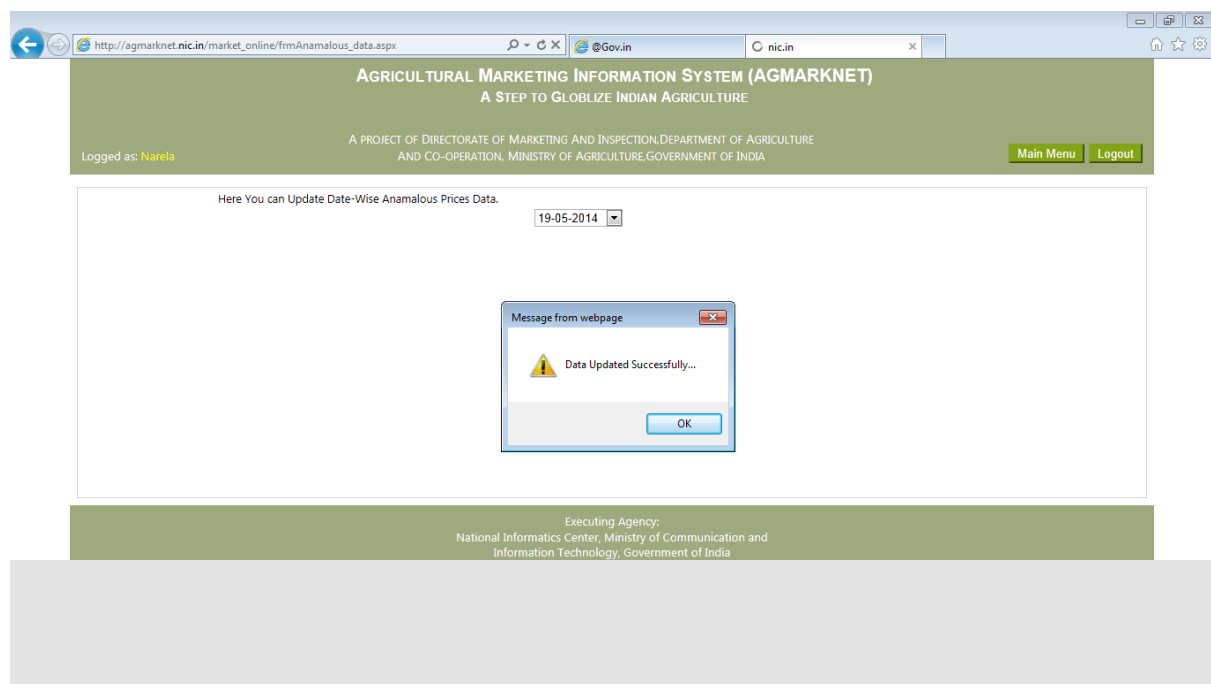 http://agmarknet.nic.in/market_online/frmAnamalous_data.aspx
@Gov.in
nic.in
AGRICULTURAL MARKETING INFORMATION SYSTEM (AGMARKNET)
A STEP TO GLOBLIZE INDIAN AGRICULTURE
A PROJECT OF DIRECTORATE OF MARKETING AND INSPECTION,DEPARTMENT OF AGRICULTURE
AND CO-OPERATION, MINISTRY OF AGRICULTURE,GOVERNMENT OF INDIA
Logged as: Narela
Main Menu
Logout
Here You can Update Date-Wise Anamalous Prices Data.
19-05-2014
Message from webpage
Data Updated Successfully...
OK
Executing Agency:
National Informatics Center, Ministry of Communication and
Information Technology, Government of India